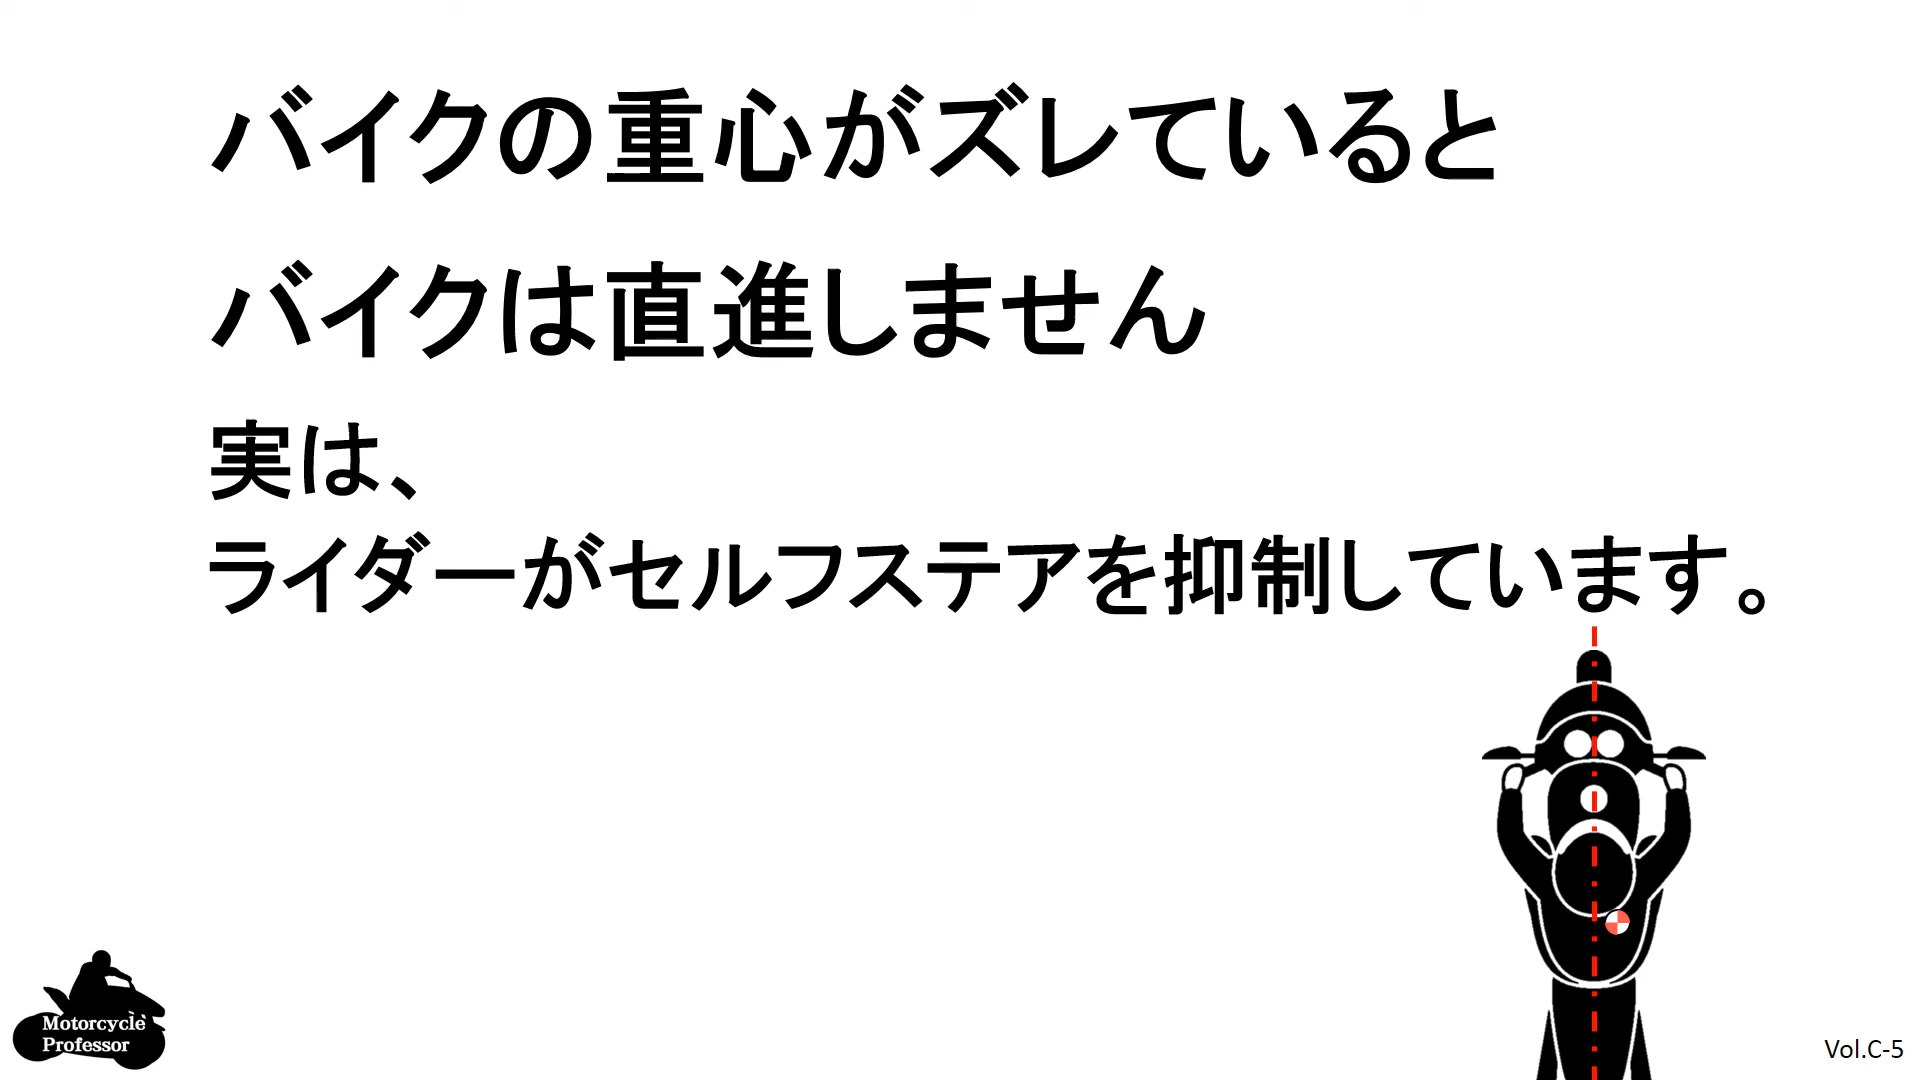 バイクの重心がズレていると
バイクは直進しません
実は、
ライダーがセルフステアを抑制しています。
Motorcycle
Professor
Vol.C-5